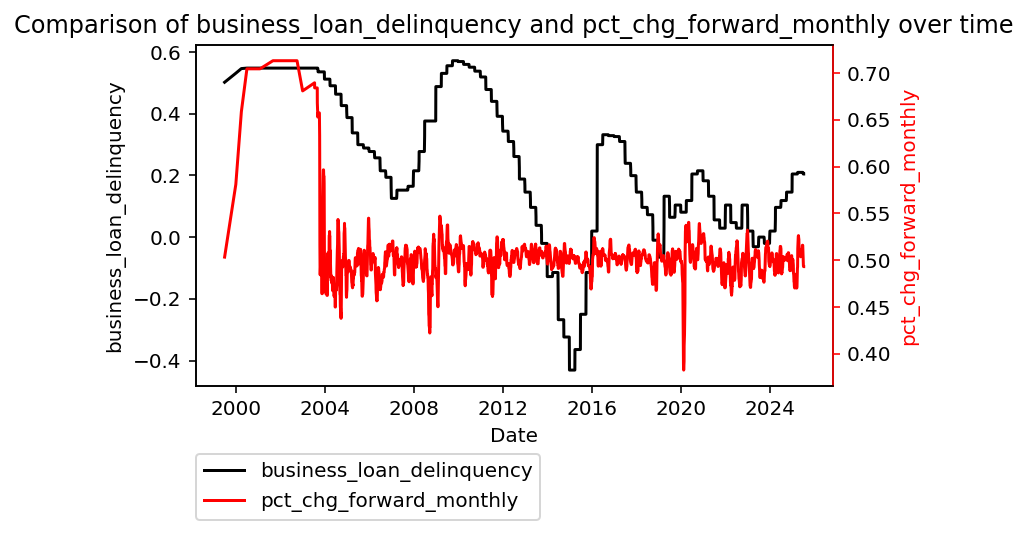 Comparison of business_loan_delinquency and pct_chg_forward_monthly over time
0.6
0.4
0.2
0.0
−0.2
−0.4
business_loan_delinquency
0.70
0.65
0.60
0.55
0.50
0.45
0.40
pct_chg_forward_monthly
2000 2004 2008 2012 2016 2020 2024
Date
business_loan_delinquency
pct_chg_forward_monthly